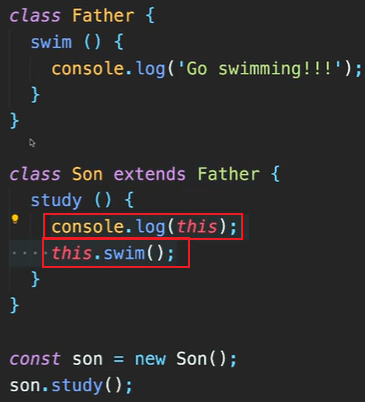 class Father {
swim () {
console.log('Go swimming!!!');
}
}
class Son extends Father {
study () {
console.log(this);
····this.swim();
}
}
const son = new Son();
son.study();